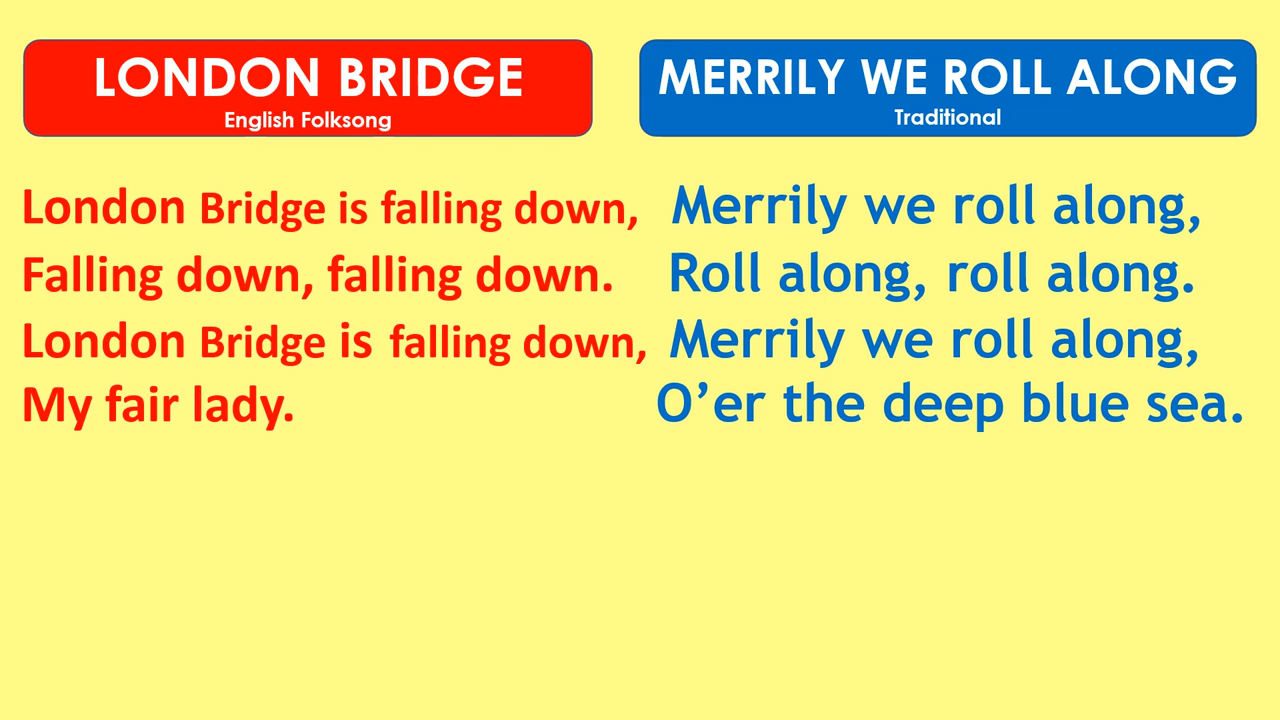 LONDON BRIDGE
English Folksong
London Bridge is falling down,
Falling down, falling down.
London Bridge is falling down,
My fair lady.
MERRILY WE ROLL ALONG
Traditional
Merrily we roll along,
Roll along, roll along.
Merrily we roll along,
O’er the deep blue sea.